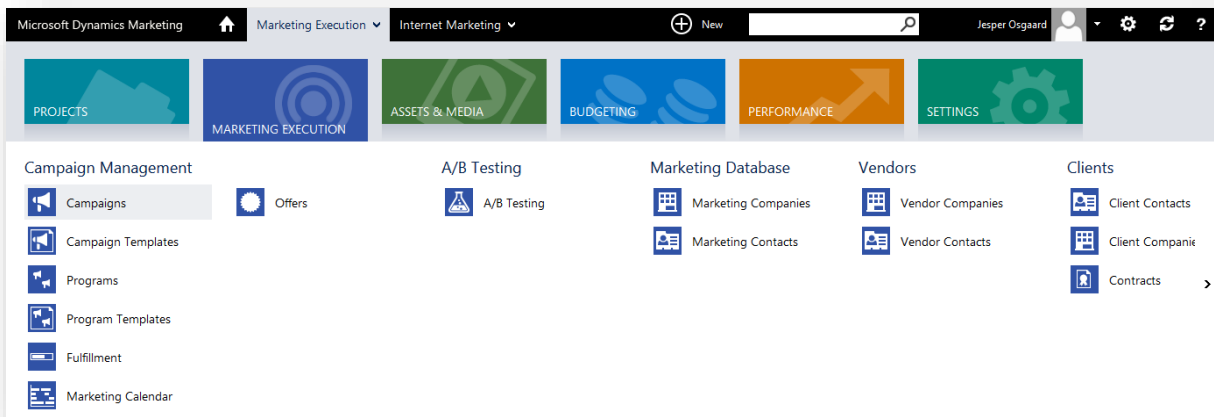 Microsoft Dynamics Marketing Marketing Execution Internet Marketing New Jesper Osgaard ?
PROJECTS MARKETING EXECUTION ASSETS & MEDIA BUDGETING PERFORMANCE SETTINGS
Campaign Management A/B Testing Marketing Database Vendors Clients
Campaigns Offers A/B Testing Marketing Companies Vendor Companies Client Contacts
Campaign Templates Marketing Contacts Vendor Contacts Client Companie
Programs Contracts
Program Templates
Fulfillment
Marketing Calendar